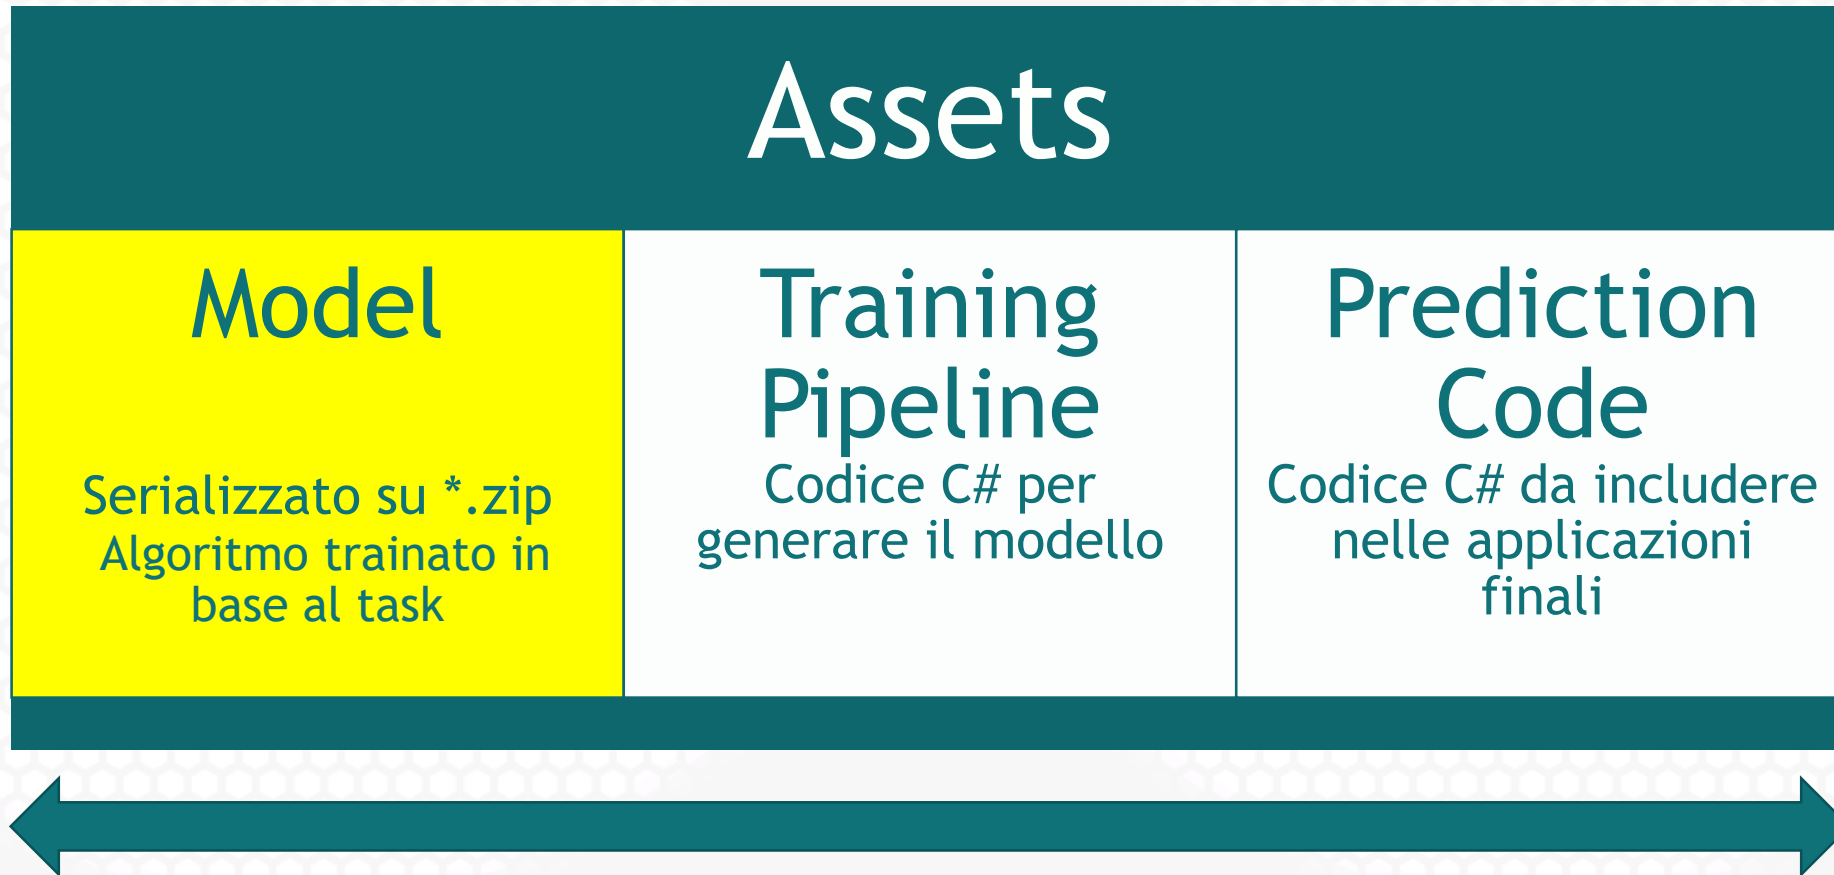 Assets
Model
Serializzato su *.zip
Algoritmo trainato in
base al task
Training
Pipeline
Codice C# per
generare il modello
Prediction
Code
Codice C# da includere
nelle applicazioni
finali